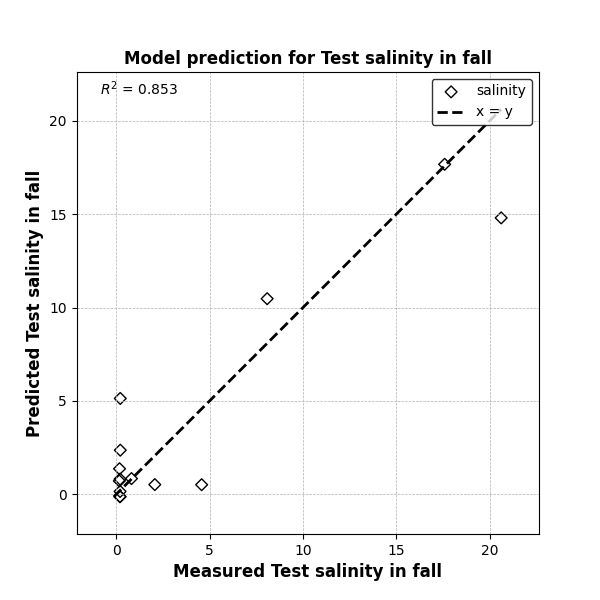 Model prediction for Test salinity in fall
R² = 0.853
salinity
x = y
Predicted Test salinity in fall
20
15
10
5
0
0 5 10 15 20
Measured Test salinity in fall